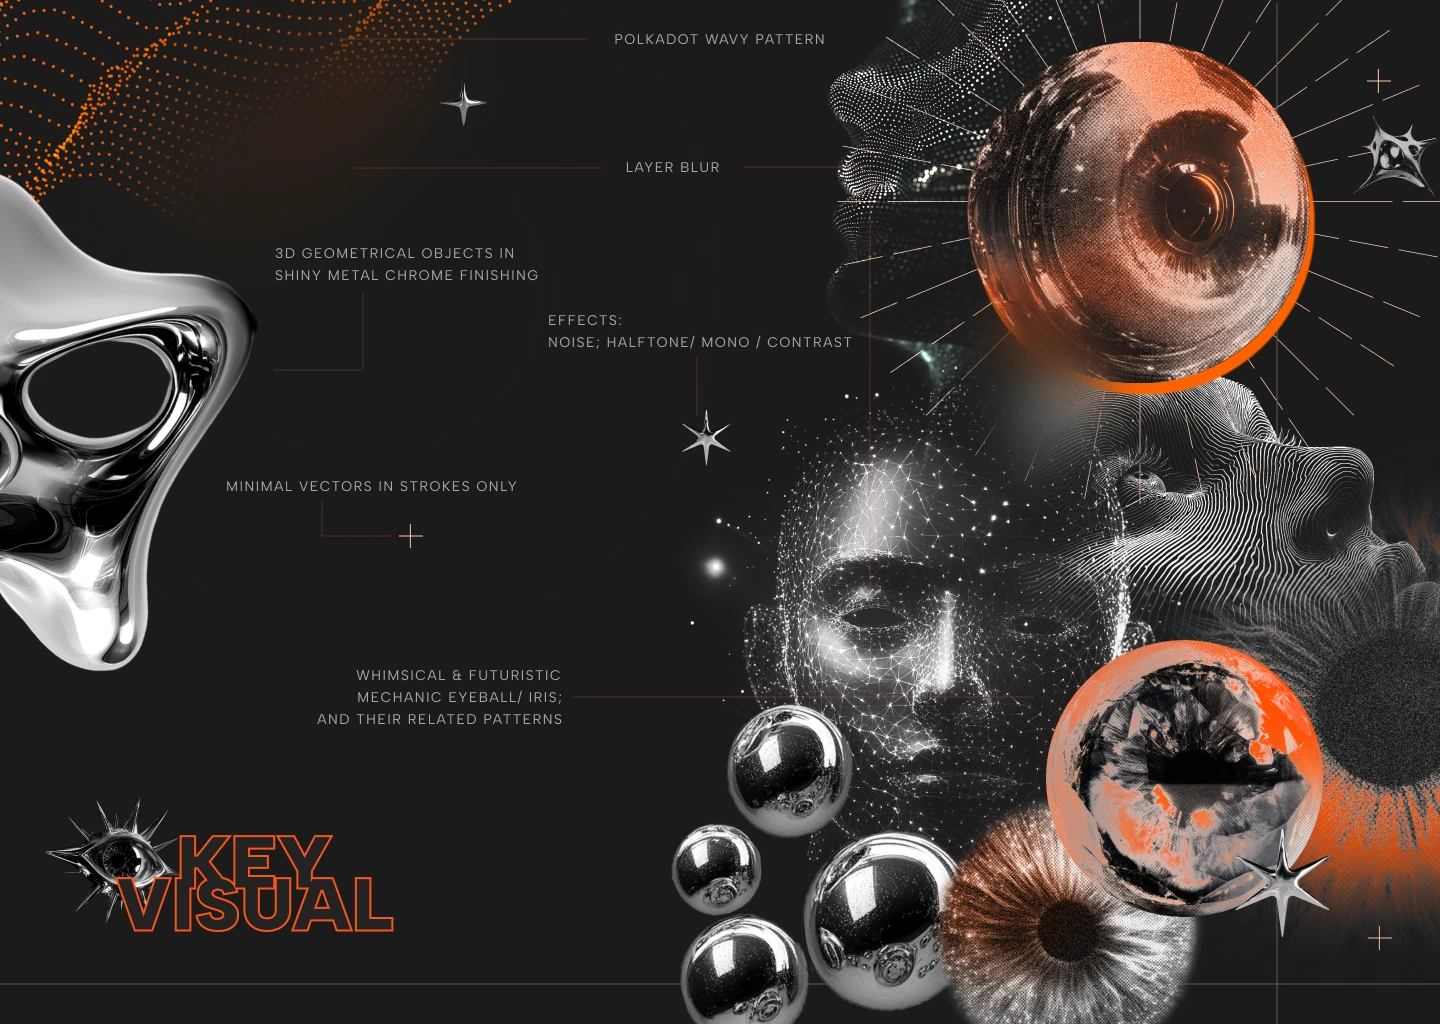 POLKADOT WAVY PATTERN
LAYER BLUR
3D GEOMETRICAL OBJECTS IN
SHINY METAL CHROME FINISHING
EFFECTS:
NOISE; HALFTONE/ MONO / CONTRAST
MINIMAL VECTORS IN STROKES ONLY
WHIMSICAL & FUTURISTIC
MECHANIC EYEBALL/ IRIS;
AND THEIR RELATED PATTERNS
KEY
VISUAL